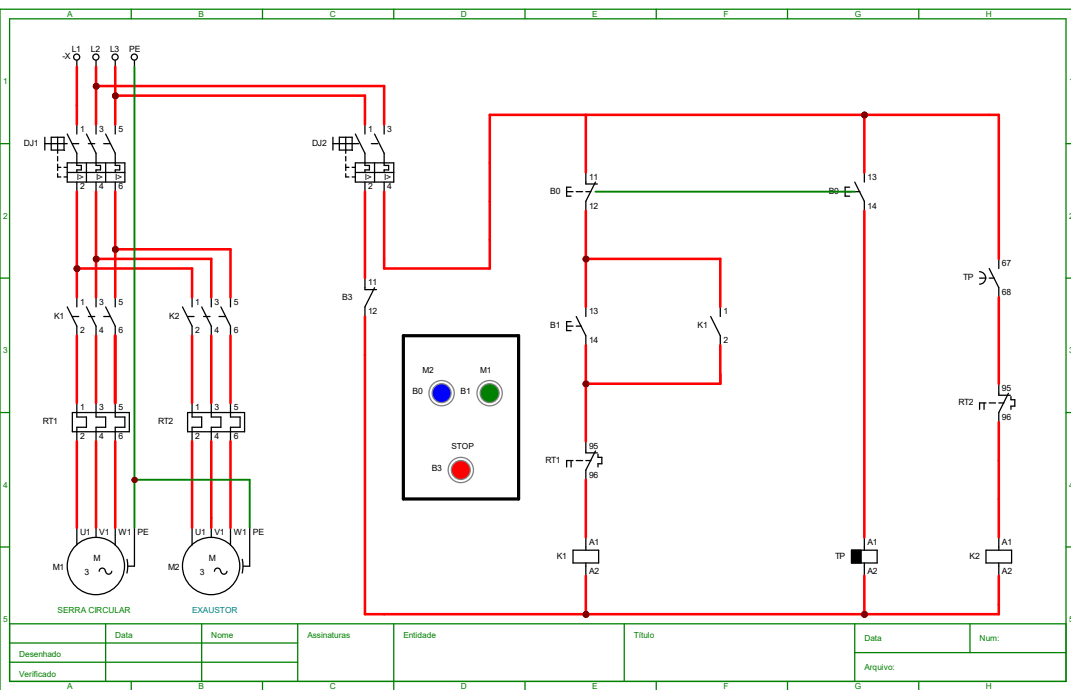 A B C D E F G H
1
1
L1 L2 L3 PE
-X
DJ1
1 3 5
2 4 6
DJ2
1 3
2 4
B0
11
12
B0
13
14
2
2
TP
67
68
B3
11
12
K1
1 3 5
2 4 6
K2
1 3 5
2 4 6
B1
13
14
K1
1
2
3
3
M2 M1
B0 B1
STOP
B3
RT1
1 3 5
2 4 6
RT2
1 3 5
2 4 6
RT2
95
96
RT1
95
96
4
4
U1 V1 W1 PE
M1
M
3
U1 V1 W1 PE
M2
M
3
K1
A1
A2
TP
A1
A2
K2
A1
A2
SERRA CIRCULAR
EXAUSTOR
5
5
Data Nome Assinaturas Entidade Título Data Num:
Desenhado
Verificado
Arquivo:
A B C D E F G H